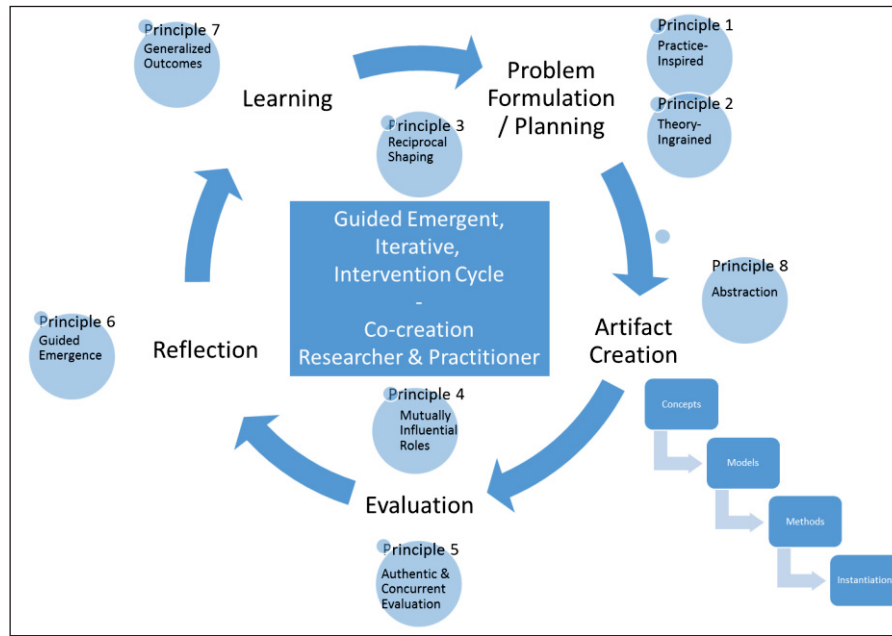 Principle 7
Generalized
Outcomes
Learning
Problem
Formulation
/ Planning
Principle 1
Practice-
Inspired
Principle 2
Theory-
Ingrained
Principle 3
Reciprocal
Shaping
Guided Emergent,
Iterative,
Intervention Cycle
-
Co-creation
Researcher & Practitioner
Principle 8
Abstraction
Artifact
Creation
Principle 6
Guided
Emergence
Reflection
Principle 4
Mutually
Influential
Roles
Evaluation
Principle 5
Authentic &
Concurrent
Evaluation
Concepts
Models
Methods
Instantiation